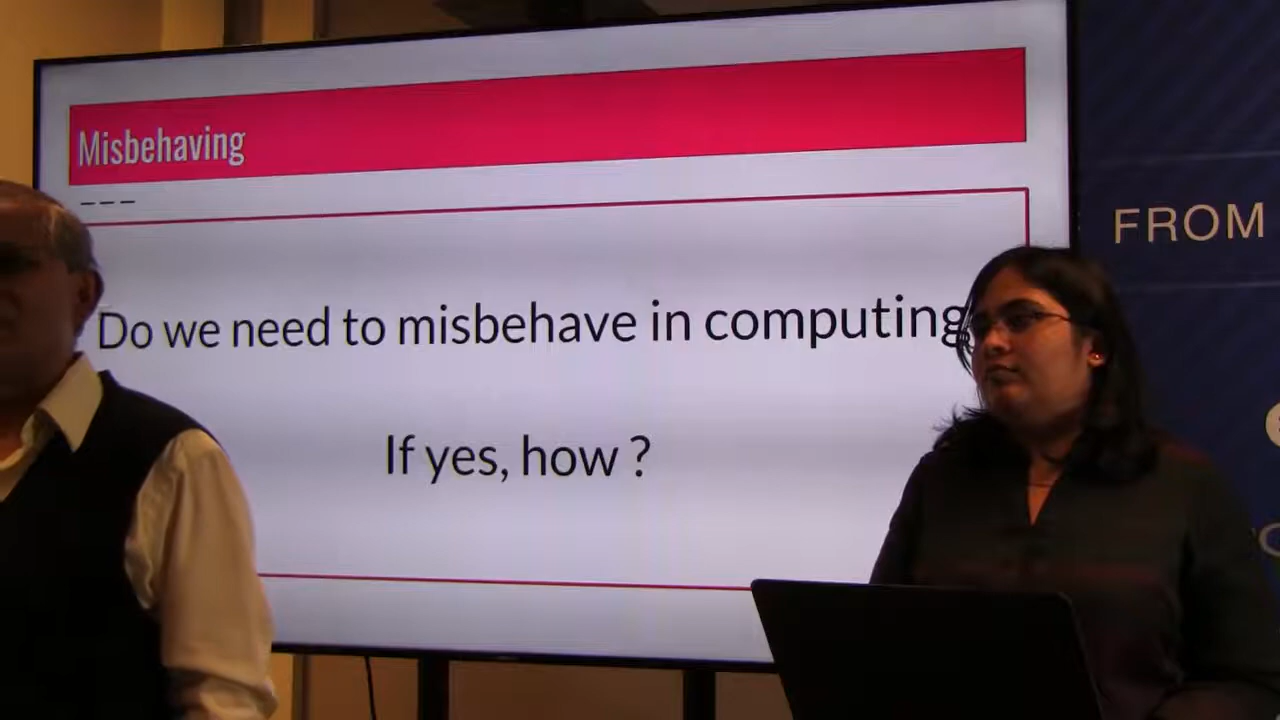 Misbehaving
---
Do we need to misbehave in computing
If yes, how ?
FROM